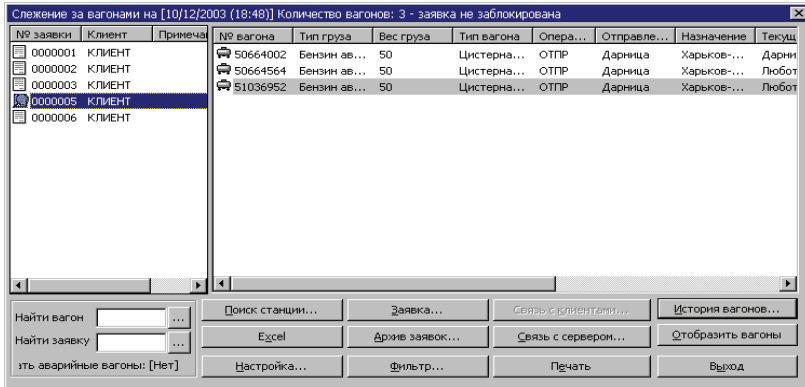 Слежение за вагонами на [10/12/2003 (18:48)] Количество вагонов: 3 - заявка не заблокирована
№ заявки Клиент Примечан
0000001 КЛИЕНТ
0000002 КЛИЕНТ
0000003 КЛИЕНТ
0000005 КЛИЕНТ
0000006 КЛИЕНТ
№ вагона Тип груза Вес груза Тип вагона Опера... Отправле... Назначение Текущ
50664002 Бензин ав... 50 Цистерна... ОТПР Дарница Харьков-... Дарни
50664564 Бензин ав... 50 Цистерна... ОТПР Дарница Харьков-... Любот
51036952 Бензин ав... 50 Цистерна... ОТПР Дарница Харьков-... Любот
Найти вагон ...
Найти заявку ...
ать аварийные вагоны: [Нет]
Поиск станции... Заявка... Связь с клиентами... История вагонов...
Excel Архив заявок... Связь с сервером... Отобразить вагоны
Настройка... Фильтр... Печать Выход